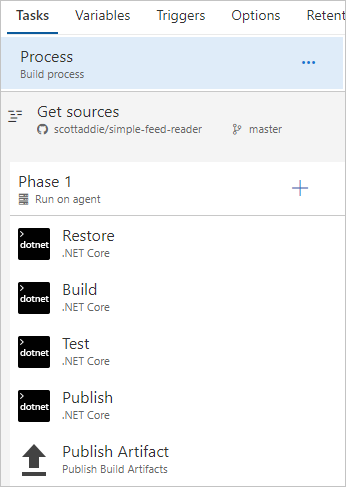 Tasks Variables Triggers Options Retent
Process
Build process
...
Get sources
scottaddie/simple-feed-reader master
Phase 1
Run on agent
>
dotnet
Restore
.NET Core
>
dotnet
Build
.NET Core
>
dotnet
Test
.NET Core
>
dotnet
Publish
.NET Core
Publish Artifact
Publish Build Artifacts